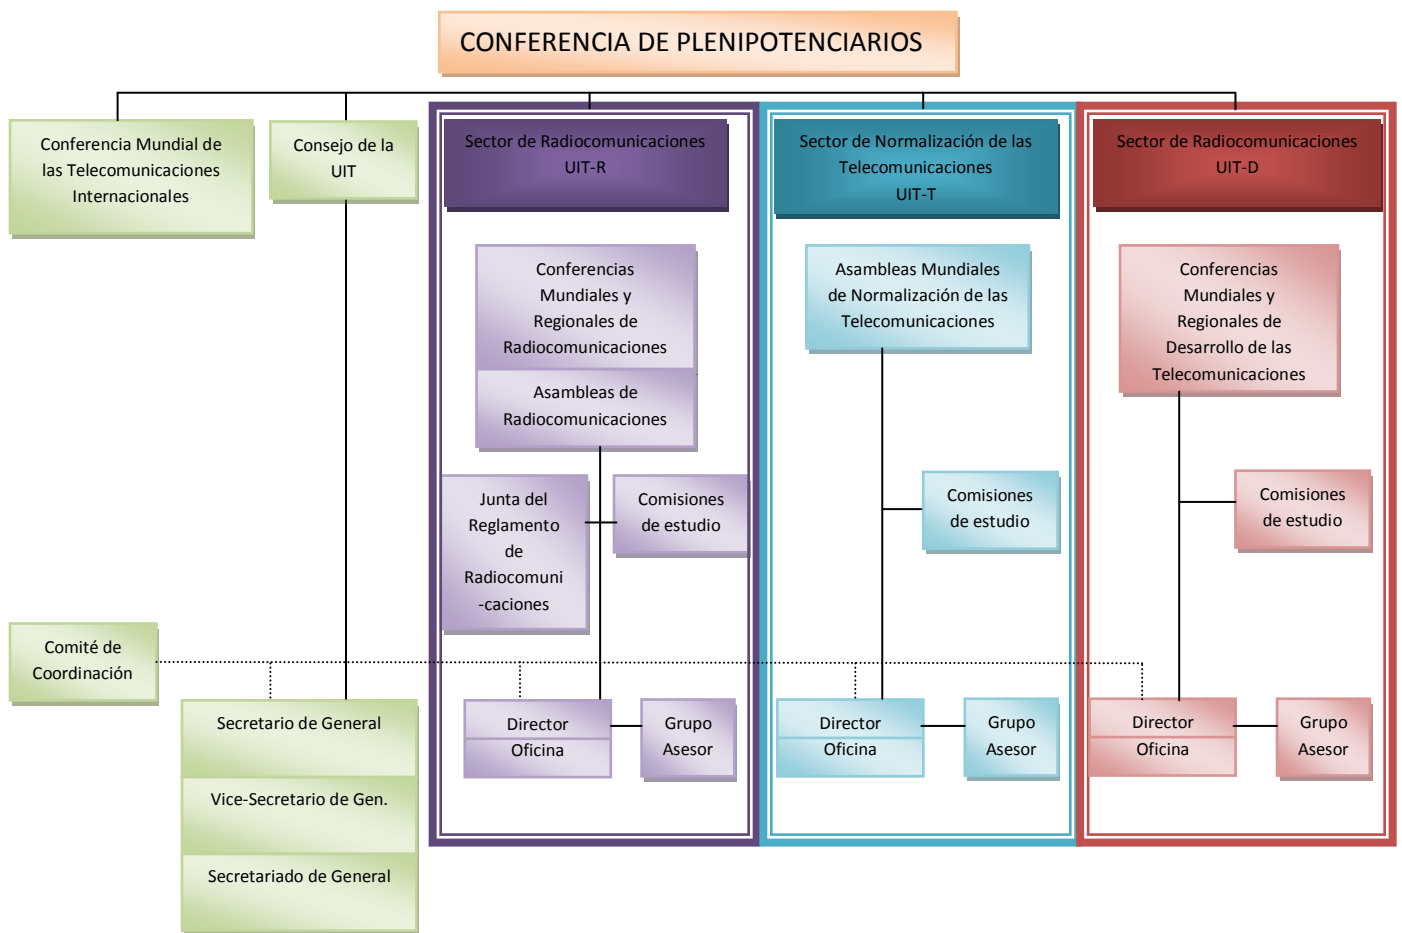 CONFERENCIA DE PLENIPOTENCIARIOS
Conferencia Mundial de
las Telecomunicaciones
Internacionales
Consejo de la
UIT
Sector de Radiocomunicaciones
UIT-R
Sector de Normalización de las
Telecomunicaciones
UIT-T
Sector de Radiocomunicaciones
UIT-D
Conferencias
Mundiales y
Regionales de
Radiocomunicaciones
Asambleas de
Radiocomunicaciones
Asambleas Mundiales
de Normalización de las
Telecomunicaciones
Conferencias
Mundiales y
Regionales de
Desarrollo de las
Telecomunicaciones
Junta del
Reglamento
de
Radiocomuni
-caciones
Comisiones
de estudio
Comisiones
de estudio
Comisiones
de estudio
Comité de
Coordinación
Secretario de General
Vice-Secretario de Gen.
Secretariado de General
Director
Oficina
Grupo
Asesor
Director
Oficina
Grupo
Asesor
Director
Oficina
Grupo
Asesor